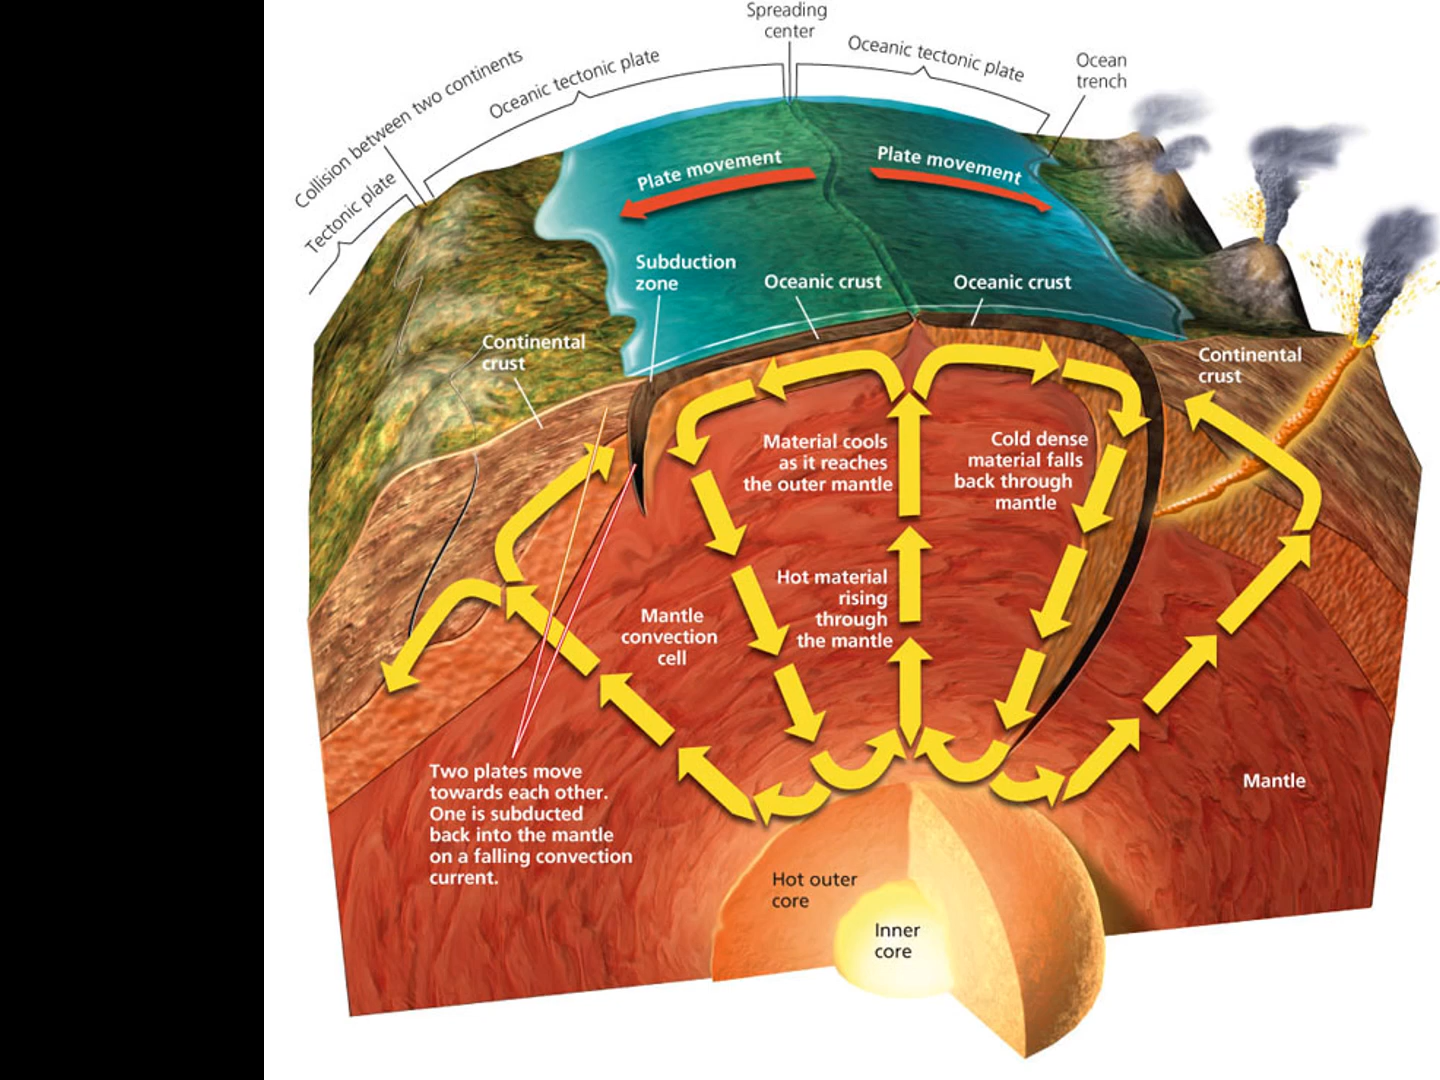 Spreading
center
Oceanic tectonic plate
Oceanic tectonic plate
Ocean
trench
Collision between two continents
Tectonic plate
Plate movement
Plate movement
Subduction
zone
Oceanic crust
Oceanic crust
Continental
crust
Continental
crust
Material cools
as it reaches
the outer mantle
Cold dense
material falls
back through
mantle
Hot material
rising
through
the mantle
Mantle
convection
cell
Two plates move
towards each other.
One is subducted
back into the mantle
on a falling convection
current.
Mantle
Hot outer
core
Inner
core